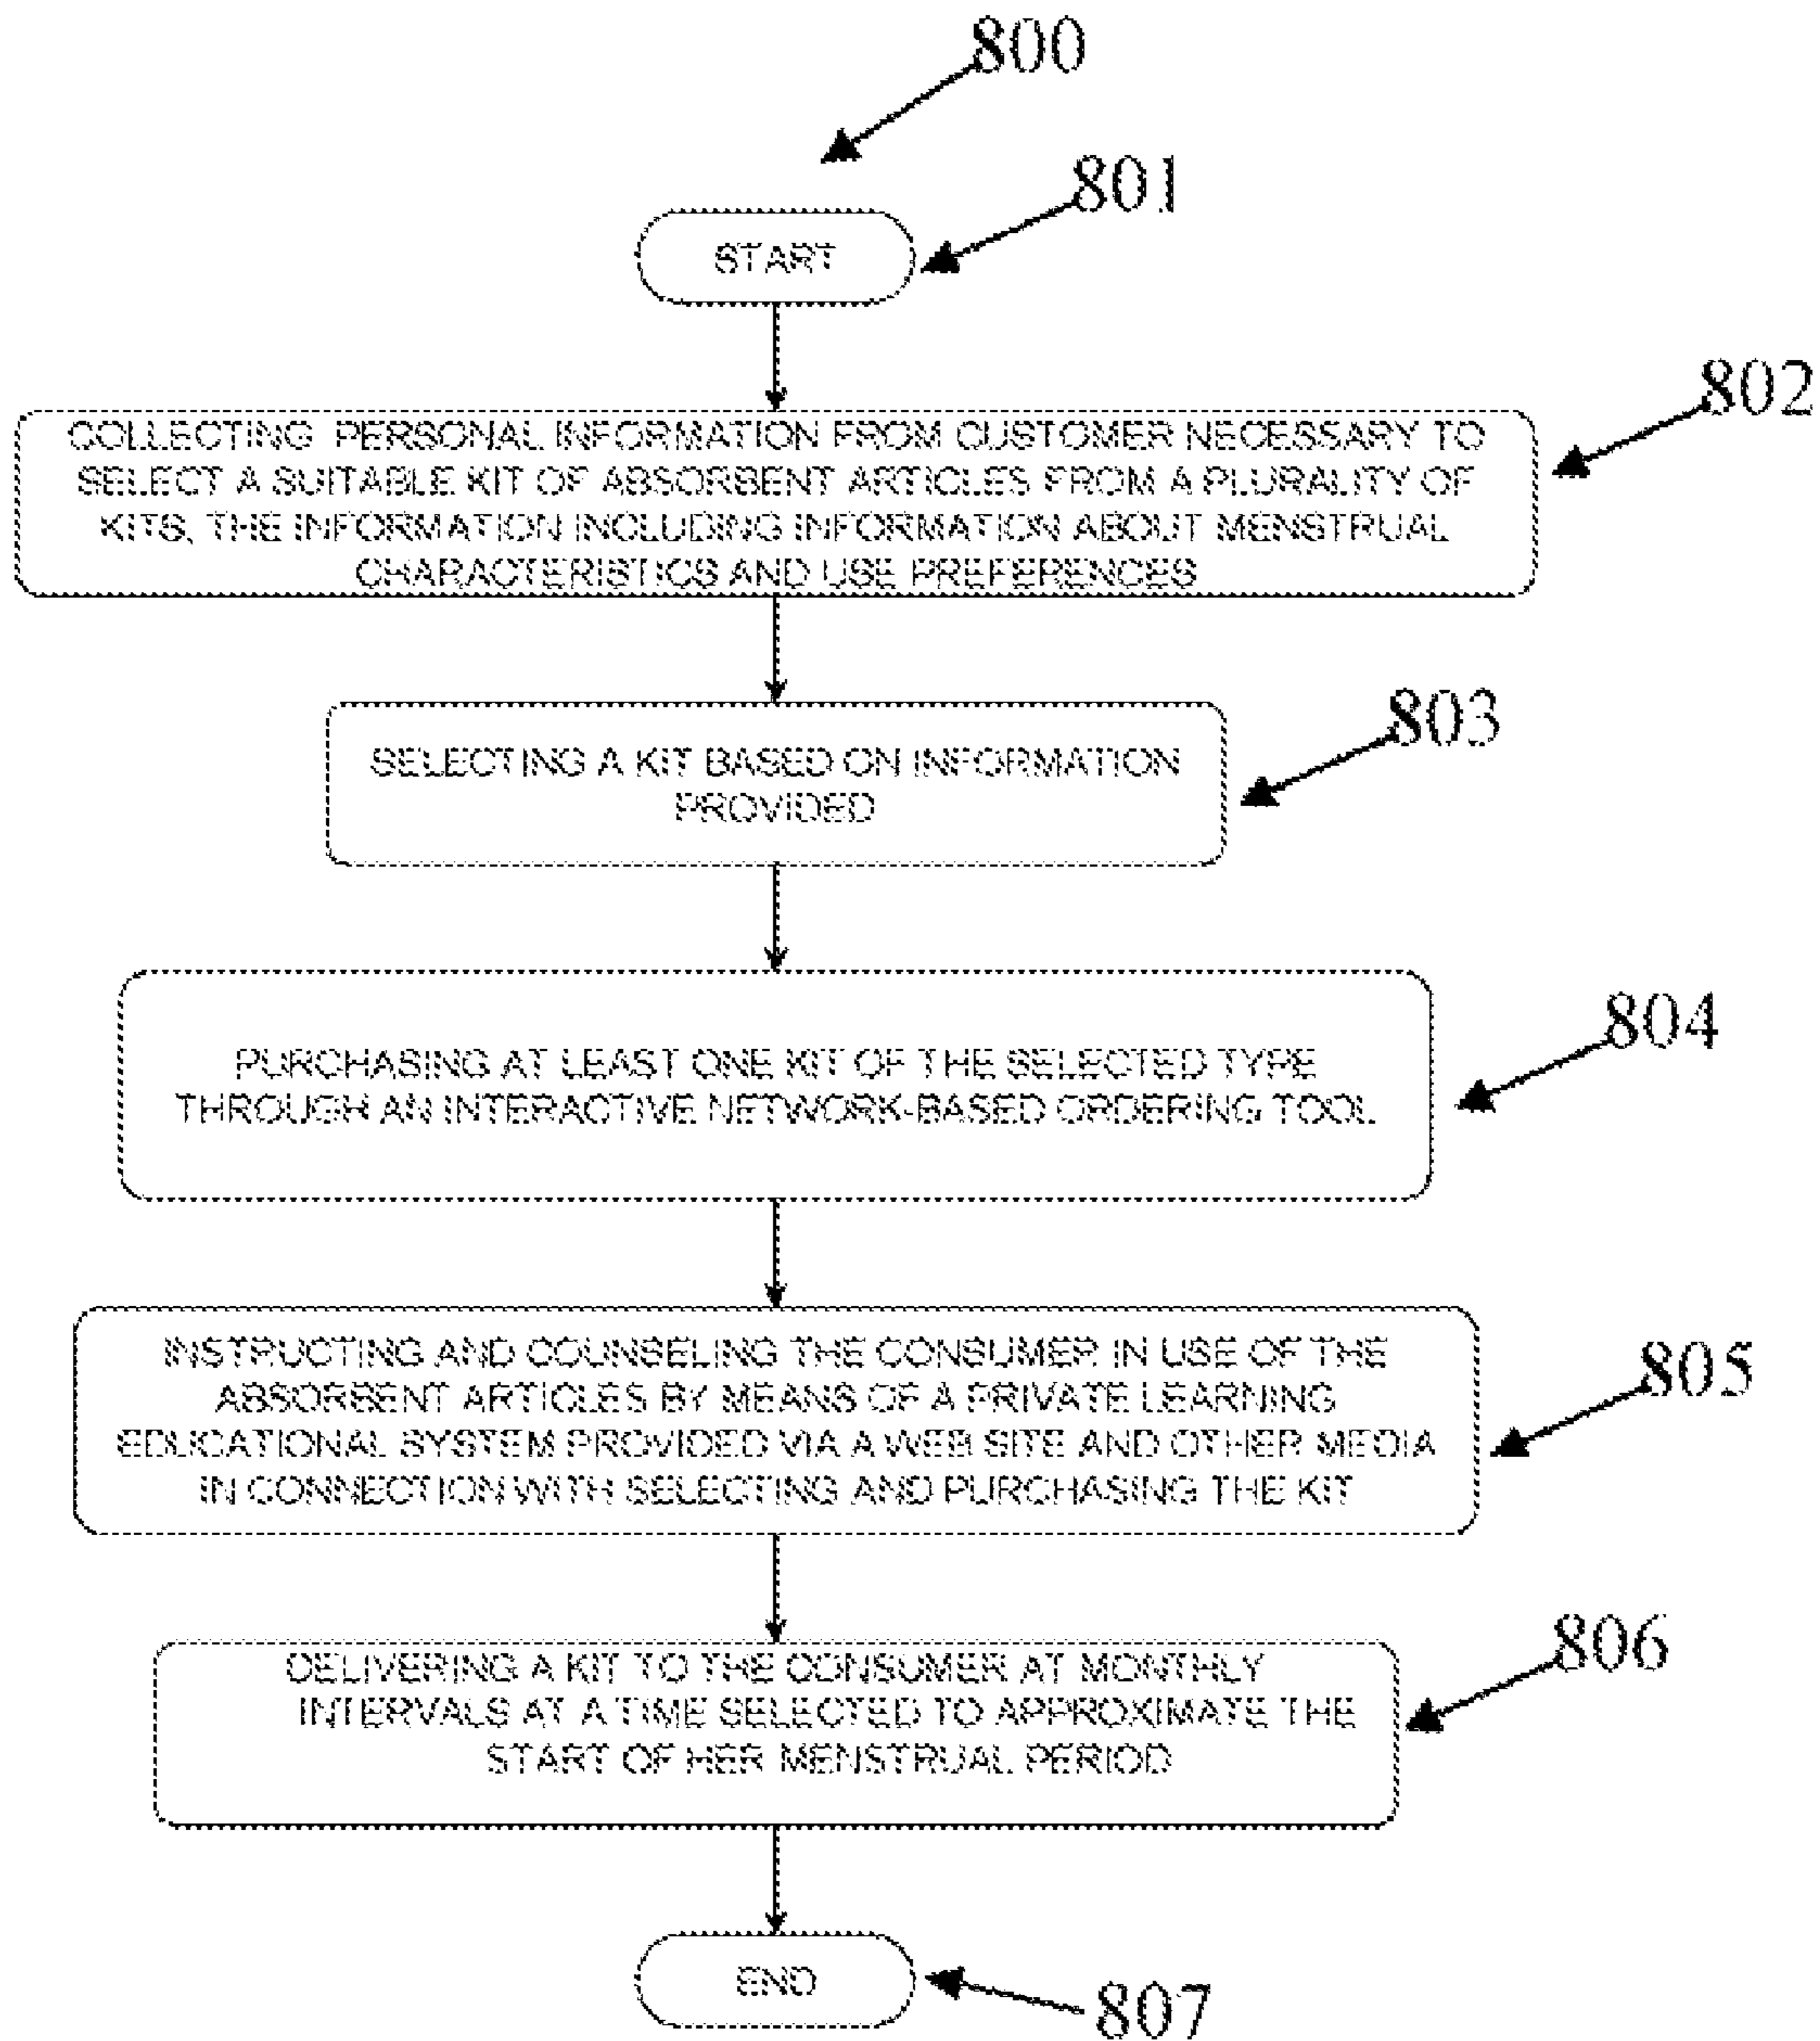 800
801
START
802
COLLECTING PERSONAL INFORMATION FROM CUSTOMER NECESSARY TO
SELECT A SUITABLE KIT OF ABSORBENT ARTICLES FROM A PLURALITY OF
KITS, THE INFORMATION INCLUDING INFORMATION ABOUT MENSTRUAL
CHARACTERISTICS AND USE PREFERENCES
803
SELECTING A KIT BASED ON INFORMATION
PROVIDED
804
PURCHASING AT LEAST ONE KIT OF THE SELECTED TYPE
THROUGH AN INTERACTIVE NETWORK-BASED ORDERING TOOL
805
INSTRUCTING AND COUNSELING THE CONSUMER IN USE OF THE
ABSORBENT ARTICLES BY MEANS OF A PRIVATE LEARNING
EDUCATIONAL SYSTEM PROVIDED VIA A WEB SITE AND OTHER MEDIA
IN CONNECTION WITH SELECTING AND PURCHASING THE KIT
806
DELIVERING A KIT TO THE CONSUMER AT MONTHLY
INTERVALS AT A TIME SELECTED TO APPROXIMATE THE
START OF HER MENSTRUAL PERIOD
END
807